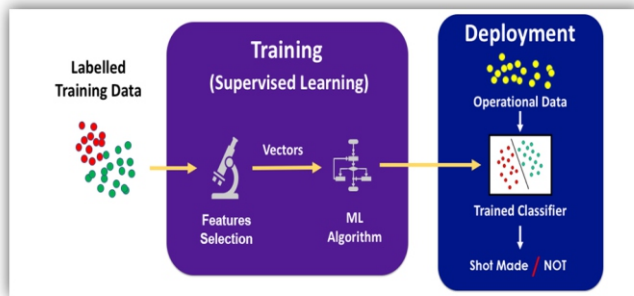 Labelled
Training Data
Training
(Supervised Learning)
Vectors
Features
Selection
ML
Algorithm
Deployment
Operational Data
Trained Classifier
Shot Made / NOT